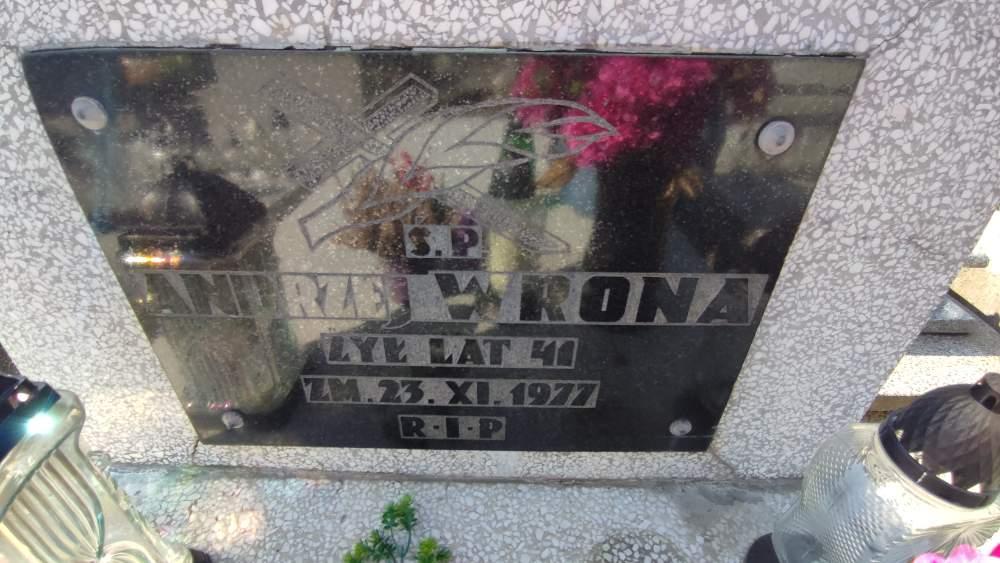 Ś.P.
ANDRZEJ WRONA
ŻYŁ LAT 41
ZM. 23. XI. 1977
R·I·P